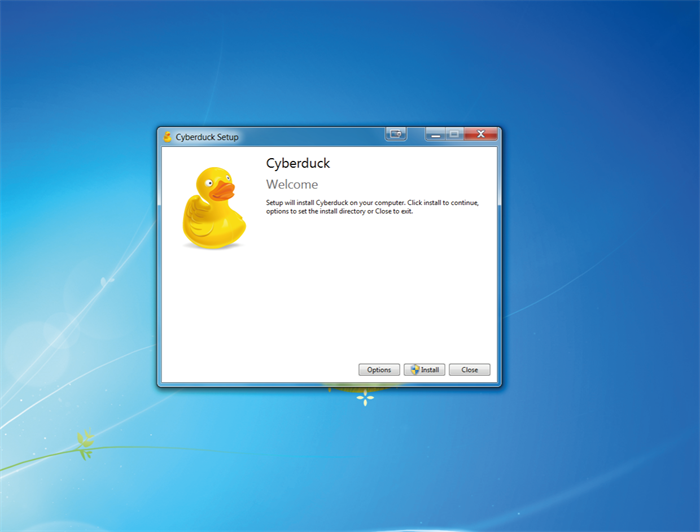 Cyberduck Setup
Cyberduck
Welcome
Setup will install Cyberduck on your computer. Click install to continue,
options to set the install directory or Close to exit.
Options
Install
Close